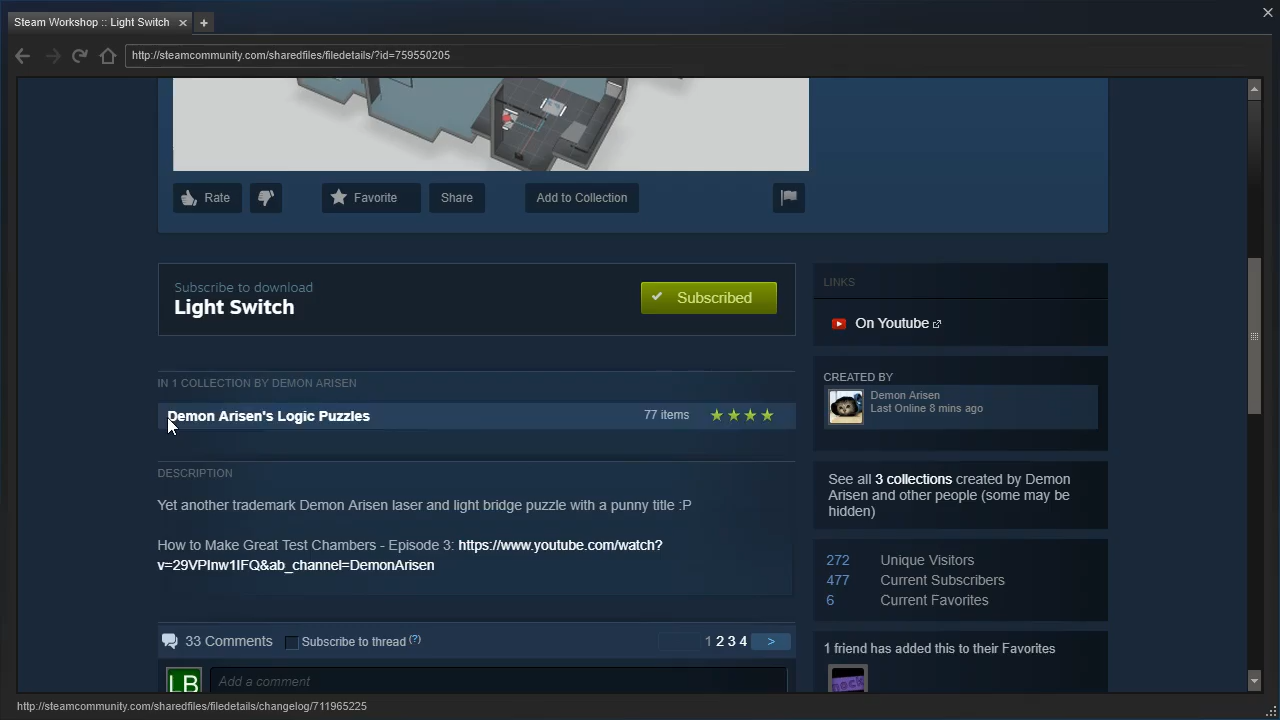 Steam Workshop :: Light Switch
http://steamcommunity.com/sharedfiles/filedetails/?id=759550205
Rate
Favorite
Share
Add to Collection
Subscribe to download
Light Switch
Subscribed
IN 1 COLLECTION BY DEMON ARISEN
Demon Arisen's Logic Puzzles
77 items
DESCRIPTION
Yet another trademark Demon Arisen laser and light bridge puzzle with a punny title :P
How to Make Great Test Chambers - Episode 3: https://www.youtube.com/watch?
v=29VPInw1IFQ&ab_channel=DemonArisen
33 Comments
Subscribe to thread (?)
1 2 3 4 >
LB
Add a comment
LINKS
On Youtube
CREATED BY
Demon Arisen
Last Online 8 mins ago
See all 3 collections created by Demon
Arisen and other people (some may be
hidden)
272 Unique Visitors
477 Current Subscribers
6 Current Favorites
1 friend has added this to their Favorites
http://steamcommunity.com/sharedfiles/filedetails/changelog/711965225